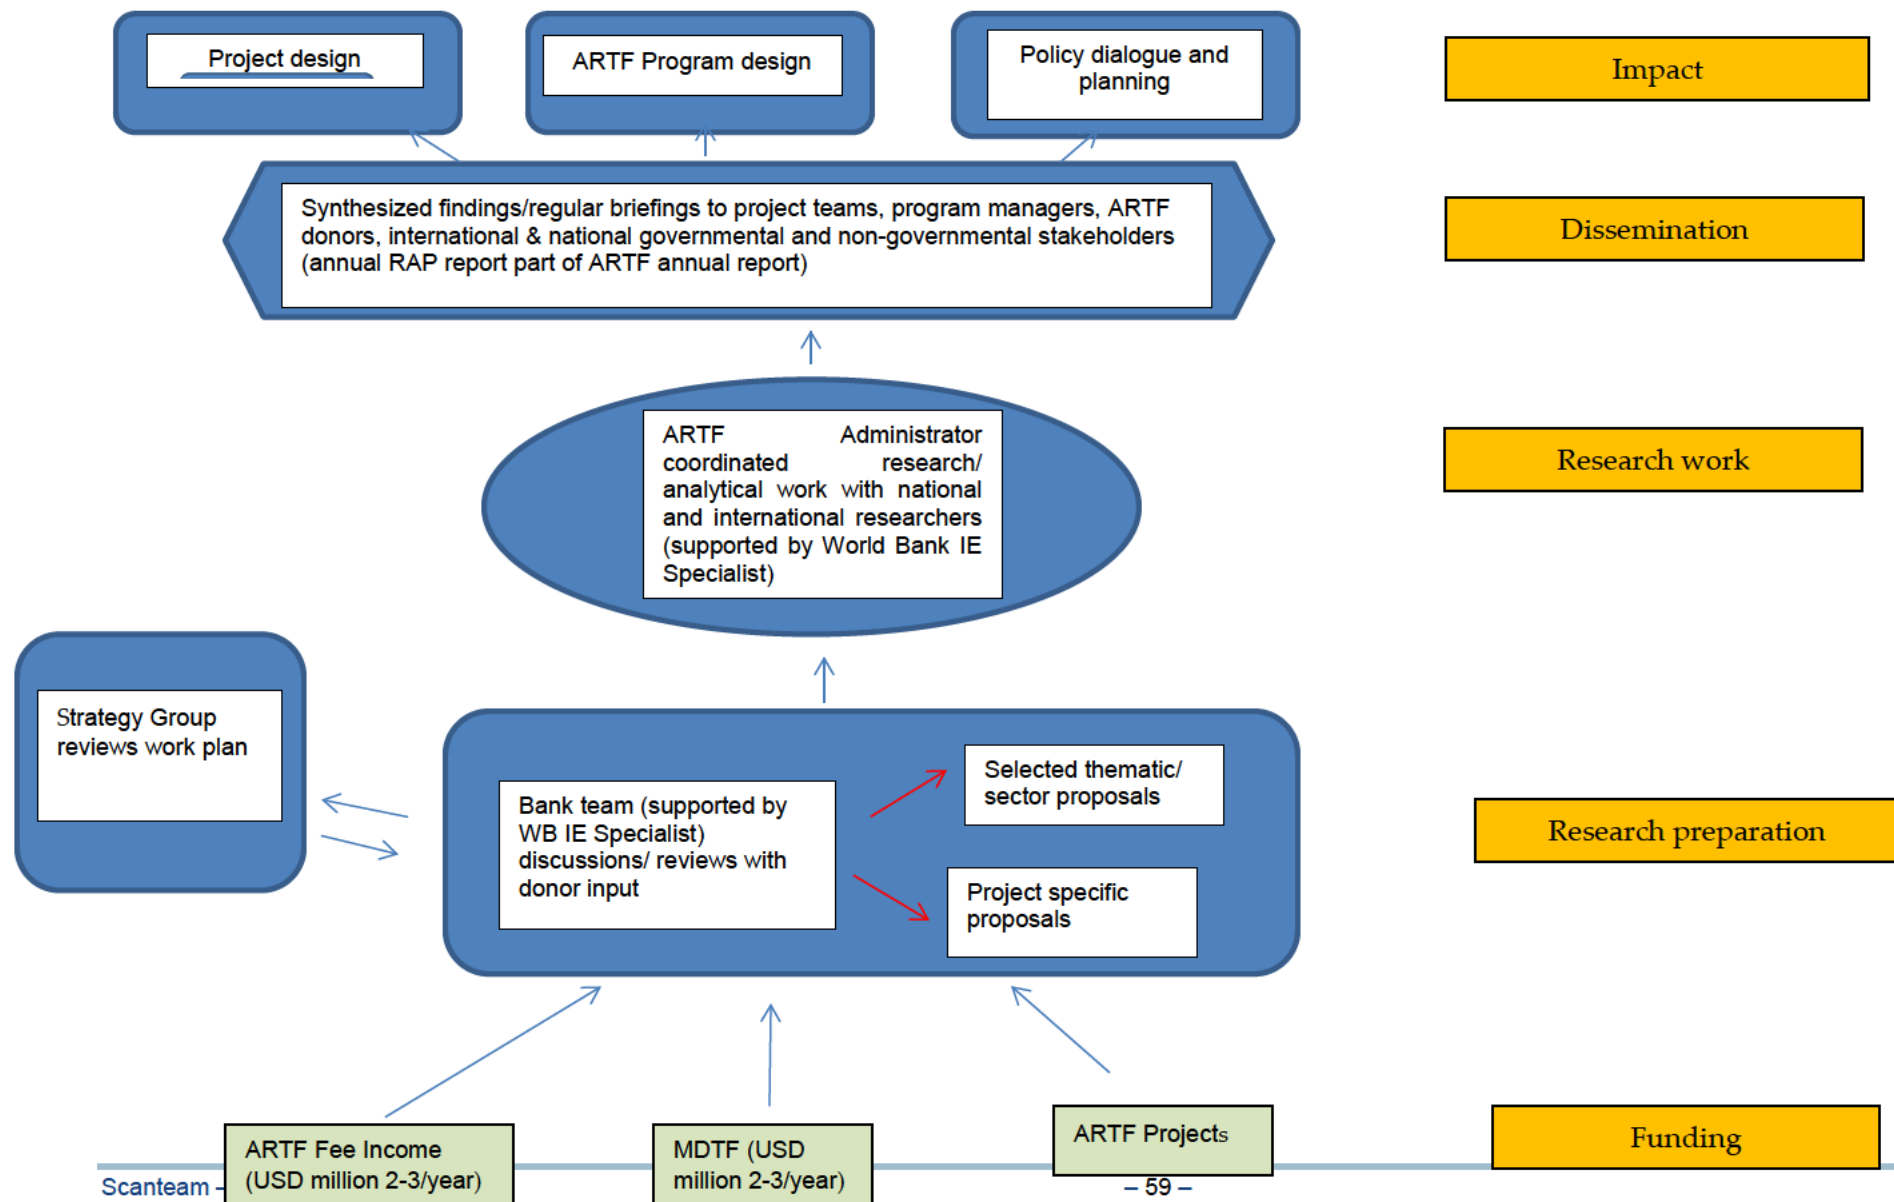 Project design
ARTF Program design
Policy dialogue and
planning
Impact
Synthesized findings/regular briefings to project teams, program managers, ARTF
donors, international & national governmental and non-governmental stakeholders
(annual RAP report part of ARTF annual report)
Dissemination
ARTF Administrator
coordinated research/
analytical work with national
and international researchers
(supported by World Bank IE
Specialist)
Research work
Strategy Group
reviews work plan
Bank team (supported by
WB IE Specialist)
discussions/ reviews with
donor input
Selected thematic/
sector proposals
Project specific
proposals
Research preparation
ARTF Fee Income
(USD million 2-3/year)
MDTF (USD
million 2-3/year)
ARTF Projects
Funding
Scanteam –
– 59 –